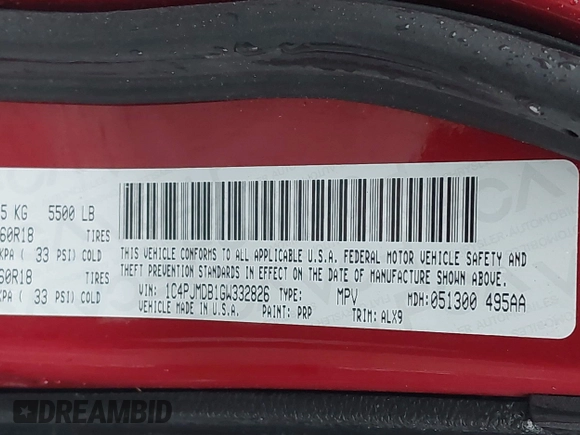 5 KG 5500 LB
60R18 TIRES
KPA ( 33 PSI) COLD
60R18 TIRES
KPA ( 33 PSI) COLD
THIS VEHICLE CONFORMS TO ALL APPLICABLE U.S.A. FEDERAL MOTOR VEHICLE SAFETY AND
THEFT PREVENTION STANDARDS IN EFFECT ON THE DATE OF MANUFACTURE SHOWN ABOVE.
VIN: 1C4PJMDB1GW332826 TYPE: MPV MDH: 051300 495AA
VEHICLE MADE IN U.S.A. PAINT: PRP TRIM: ALX9
DREAMBID